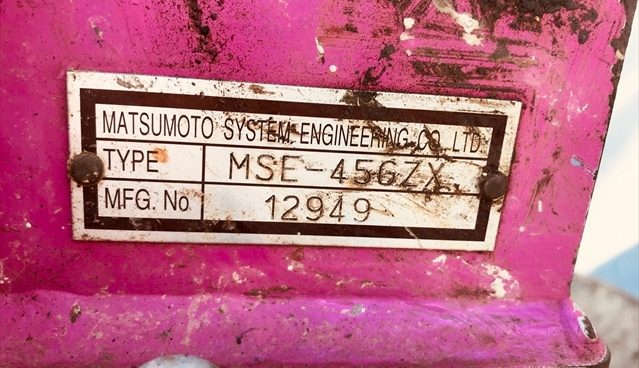 MATSUMOTO SYSTEM ENGINEERING CO. LTD.
TYPE MSE-45GZX
MFG. No 12949